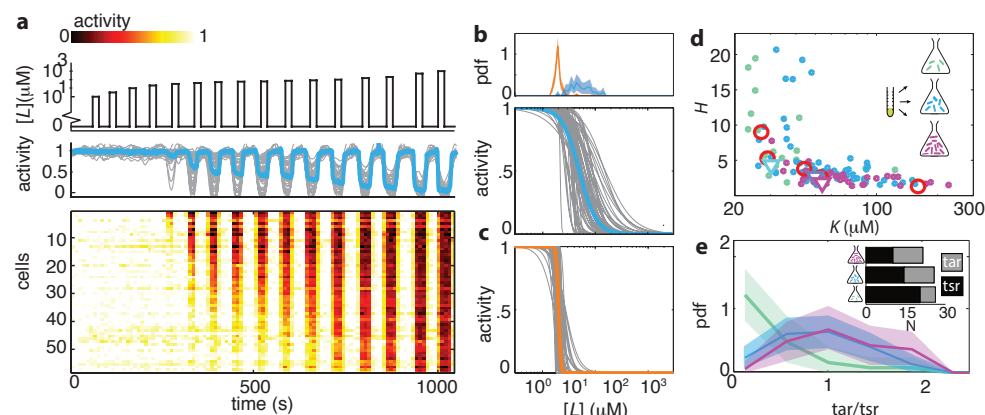 a
activity
0
1
[L] (μM)
10³
10¹
0
activity
1
0.5
0
cells
10
20
30
40
50
0
500
1000
time (s)
b
pdf
1
0
activity
1
0
c
activity
1
0
10⁰
10¹
10²
10³
[L] (μM)
d
H
20
15
10
5
0
20
100
300
K (μM)
e
pdf
2
1
0
0
1
2
tar/tsr
tar
tsr
0
15
30
N